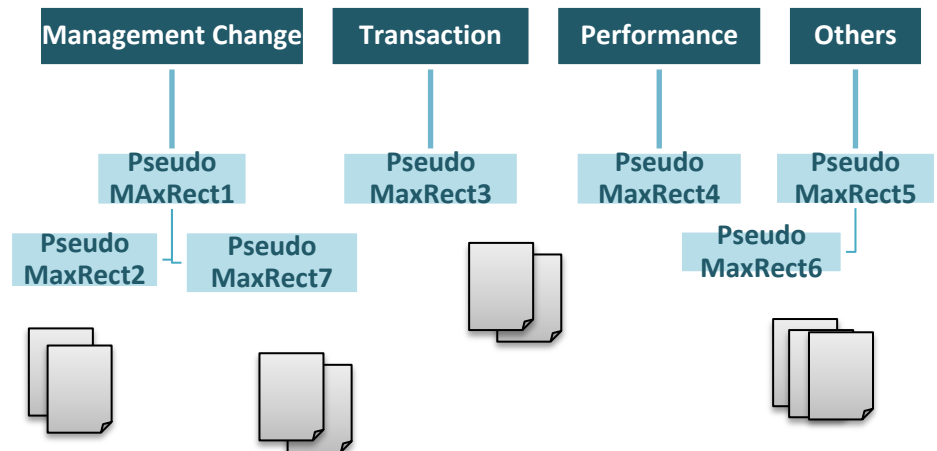 Management Change
Transaction
Performance
Others
Pseudo
MAxRect1
Pseudo
MaxRect3
Pseudo
MaxRect4
Pseudo
MaxRect5
Pseudo
MaxRect2
Pseudo
MaxRect7
Pseudo
MaxRect6